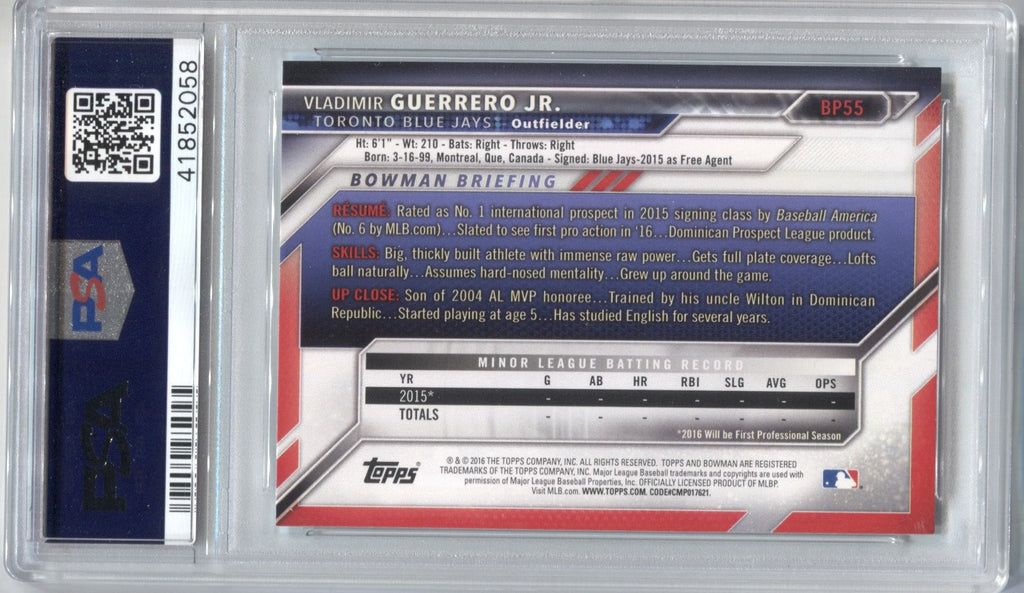 41852058
PSA
PSA
VLADIMIR GUERRERO JR.
BP55
TORONTO BLUE JAYS Outfielder
Ht: 6'1" - Wt: 210 - Bats: Right - Throws: Right
Born: 3-16-99, Montreal, Que, Canada - Signed: Blue Jays-2015 as Free Agent
BOWMAN BRIEFING
RÉSUMÉ: Rated as No. 1 international prospect in 2015 signing class by Baseball America
(No. 6 by MLB.com)...Slated to see first pro action in '16...Dominican Prospect League product.
SKILLS: Big, thickly built athlete with immense raw power...Gets full plate coverage...Lofts
ball naturally...Assumes hard-nosed mentality...Grew up around the game.
UP CLOSE: Son of 2004 AL MVP honoree...Trained by his uncle Wilton in Dominican
Republic...Started playing at age 5...Has studied English for several years.
MINOR LEAGUE BATTING RECORD
YR G AB HR RBI SLG AVG OPS
2015* - - - - - - -
TOTALS - - - - - - -
*2016 Will be First Professional Season
Topps
® & © 2016 THE TOPPS COMPANY, INC. ALL RIGHTS RESERVED. TOPPS AND BOWMAN ARE REGISTERED
TRADEMARKS OF THE TOPPS COMPANY, INC. Major League Baseball trademarks and copyrights are used with
permission of Major League Baseball Properties, Inc. OFFICIALLY LICENSED PRODUCT OF MLBP.
Visit MLB.com. WWW.TOPPS.COM. CODE#CMP017621.